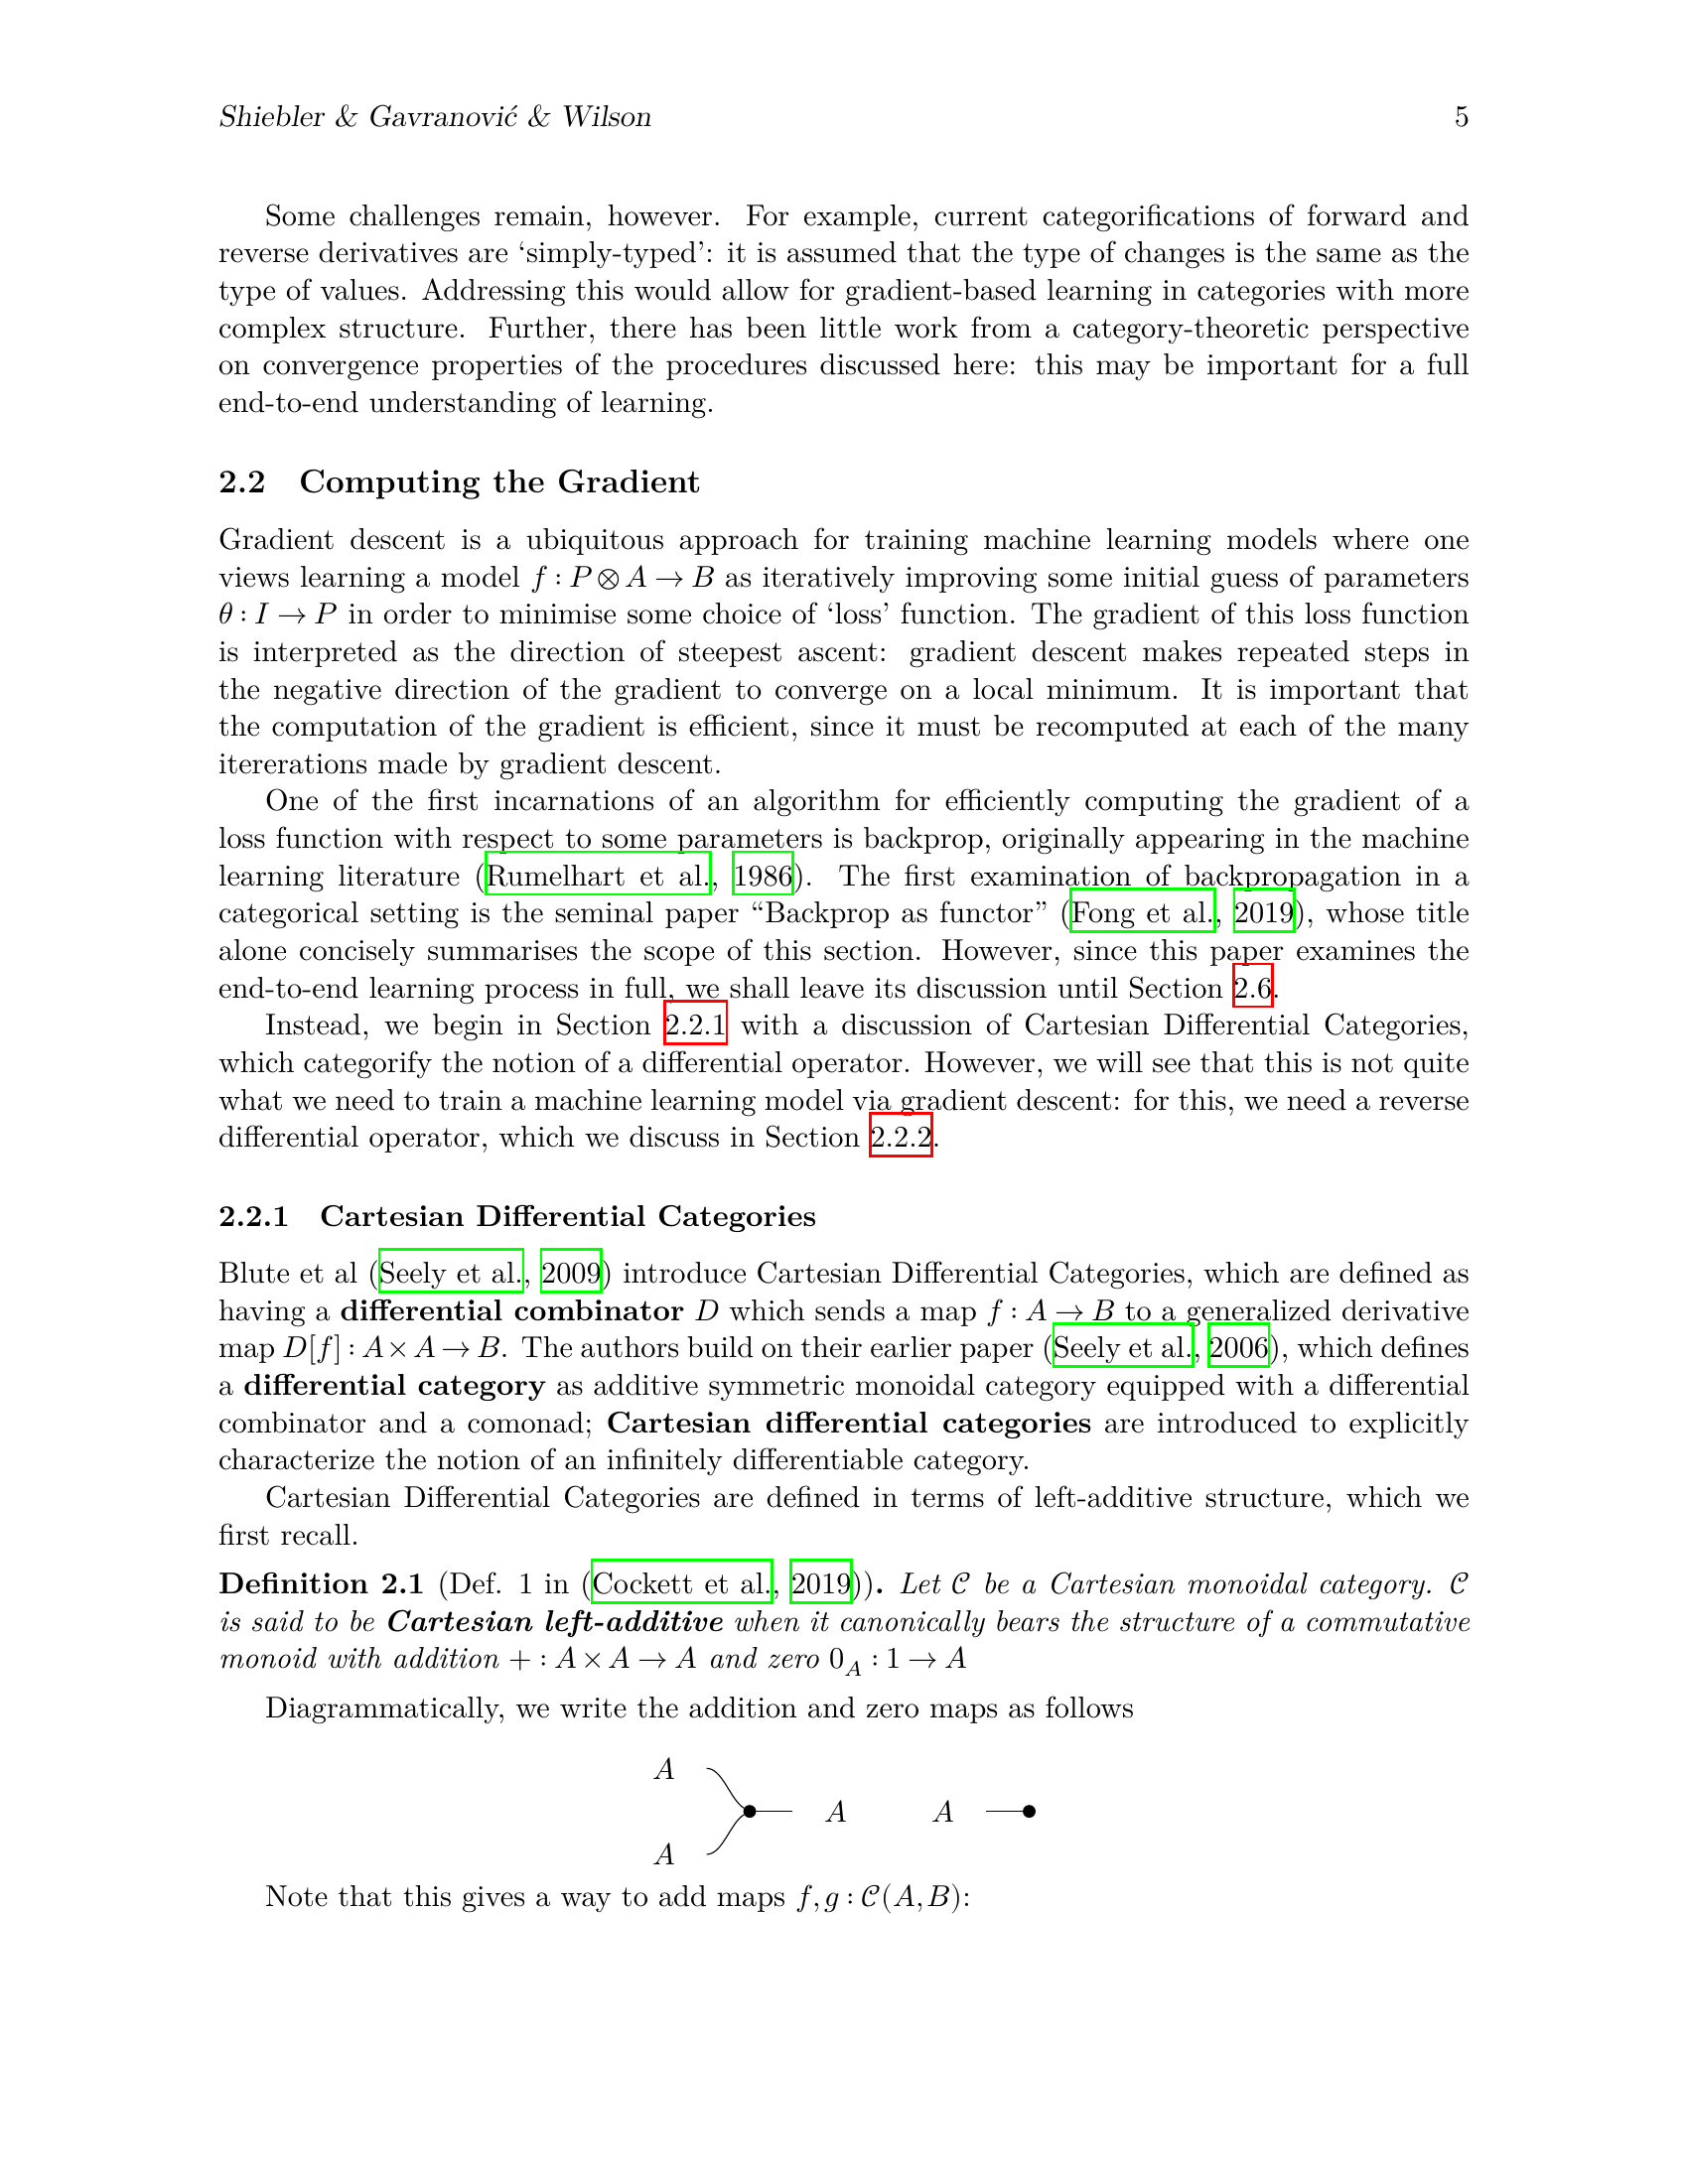 Shiebler & Gavranović & Wilson 5
Some challenges remain, however. For example, current categorifications of forward and
reverse derivatives are ‘simply-typed’: it is assumed that the type of changes is the same as the
type of values. Addressing this would allow for gradient-based learning in categories with more
complex structure. Further, there has been little work from a category-theoretic perspective
on convergence properties of the procedures discussed here: this may be important for a full
end-to-end understanding of learning.
2.2 Computing the Gradient
Gradient descent is a ubiquitous approach for training machine learning models where one
views learning a model f : P ⊗ A → B as iteratively improving some initial guess of parameters
θ : I → P in order to minimise some choice of ‘loss’ function. The gradient of this loss function
is interpreted as the direction of steepest ascent: gradient descent makes repeated steps in
the negative direction of the gradient to converge on a local minimum. It is important that
the computation of the gradient is efficient, since it must be recomputed at each of the many
itererations made by gradient descent.
One of the first incarnations of an algorithm for efficiently computing the gradient of a
loss function with respect to some parameters is backprop, originally appearing in the machine
learning literature (Rumelhart et al., 1986). The first examination of backpropagation in a
categorical setting is the seminal paper “Backprop as functor” (Fong et al., 2019), whose title
alone concisely summarises the scope of this section. However, since this paper examines the
end-to-end learning process in full, we shall leave its discussion until Section 2.6.
Instead, we begin in Section 2.2.1 with a discussion of Cartesian Differential Categories,
which categorify the notion of a differential operator. However, we will see that this is not quite
what we need to train a machine learning model via gradient descent: for this, we need a reverse
differential operator, which we discuss in Section 2.2.2.
2.2.1 Cartesian Differential Categories
Blute et al (Seely et al., 2009) introduce Cartesian Differential Categories, which are defined as
having a differential combinator D which sends a map f : A → B to a generalized derivative
map D[f] : A × A → B. The authors build on their earlier paper (Seely et al., 2006), which defines
a differential category as additive symmetric monoidal category equipped with a differential
combinator and a comonad; Cartesian differential categories are introduced to explicitly
characterize the notion of an infinitely differentiable category.
Cartesian Differential Categories are defined in terms of left-additive structure, which we
first recall.
Definition 2.1 (Def. 1 in (Cockett et al., 2019)). Let 𝒞 be a Cartesian monoidal category. 𝒞
is said to be Cartesian left-additive when it canonically bears the structure of a commutative
monoid with addition + : A × A → A and zero 0_A : 1 → A
Diagrammatically, we write the addition and zero maps as follows
A
A A
A
Note that this gives a way to add maps f, g : 𝒞(A, B):